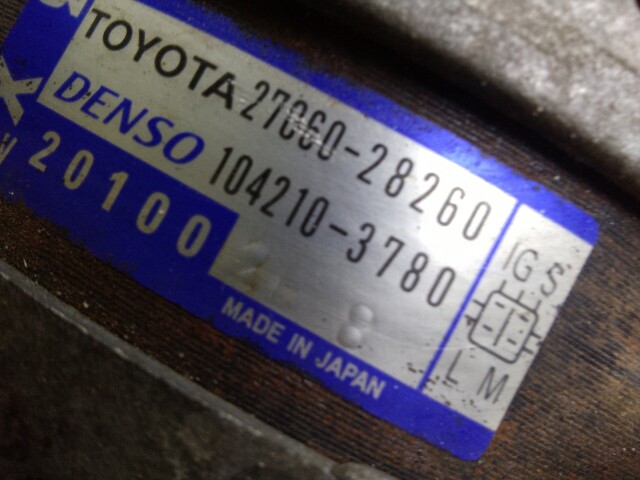 TOYOTA 27060-28260
DENSO 104210-3780
20100
MADE IN JAPAN
IG S
L M